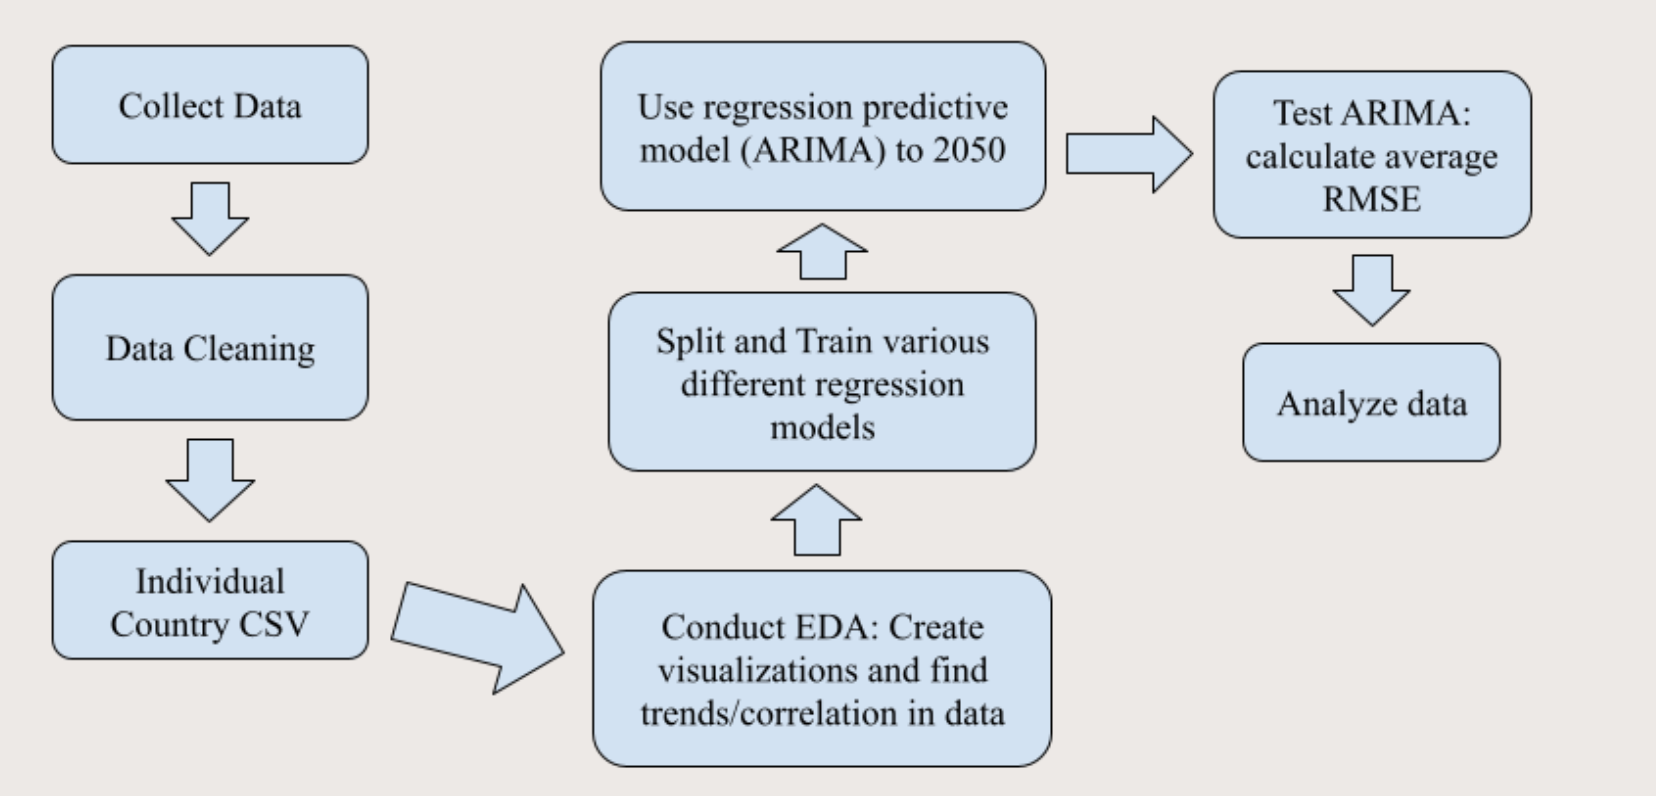 Collect Data
Data Cleaning
Individual
Country CSV
Conduct EDA: Create
visualizations and find
trends/correlation in data
Split and Train various
different regression
models
Use regression predictive
model (ARIMA) to 2050
Test ARIMA:
calculate average
RMSE
Analyze data